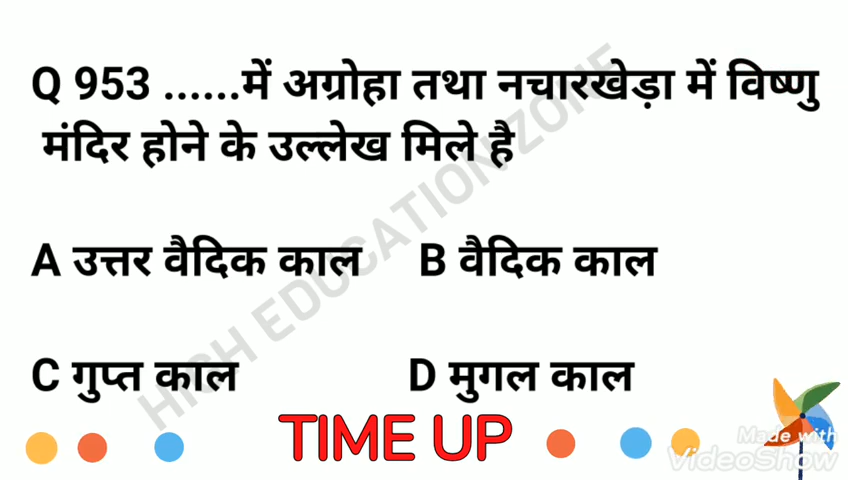 Q 953 ......में अग्रोहा तथा नचारखेड़ा में विष्णु
मंदिर होने के उल्लेख मिले है
A उत्तर वैदिक काल B वैदिक काल
C गुप्त काल D मुगल काल
HIGH EDUCATION ZONE
TIME UP
Made with
VideoShow